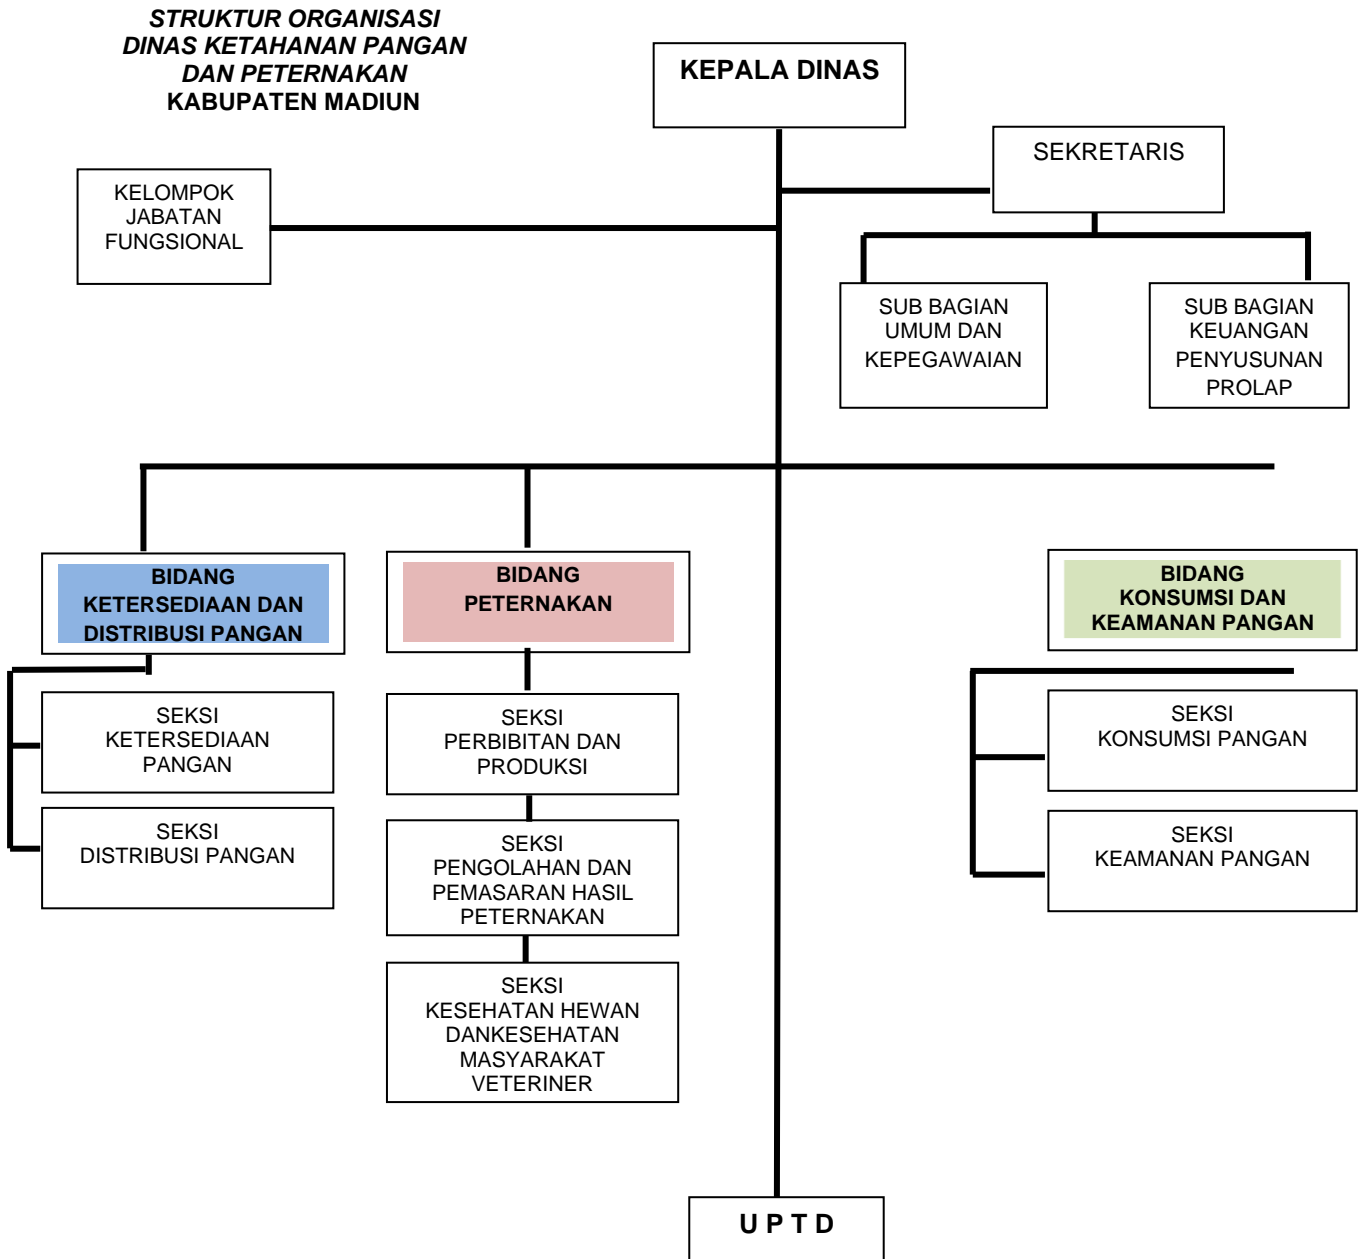 STRUKTUR ORGANISASI
DINAS KETAHANAN PANGAN
DAN PETERNAKAN
KABUPATEN MADIUN
KEPALA DINAS
SEKRETARIS
KELOMPOK
JABATAN
FUNGSIONAL
SUB BAGIAN
UMUM DAN
KEPEGAWAIAN
SUB BAGIAN
KEUANGAN
PENYUSUNAN
PROLAP
BIDANG
KETERSEDIAAN DAN
DISTRIBUSI PANGAN
BIDANG
PETERNAKAN
BIDANG
KONSUMSI DAN
KEAMANAN PANGAN
SEKSI
KETERSEDIAAN
PANGAN
SEKSI
PERBIBITAN DAN
PRODUKSI
SEKSI
KONSUMSI PANGAN
SEKSI
DISTRIBUSI PANGAN
SEKSI
PENGOLAHAN DAN
PEMASARAN HASIL
PETERNAKAN
SEKSI
KEAMANAN PANGAN
SEKSI
KESEHATAN HEWAN
DANKESEHATAN
MASYARAKAT
VETERINER
U P T D